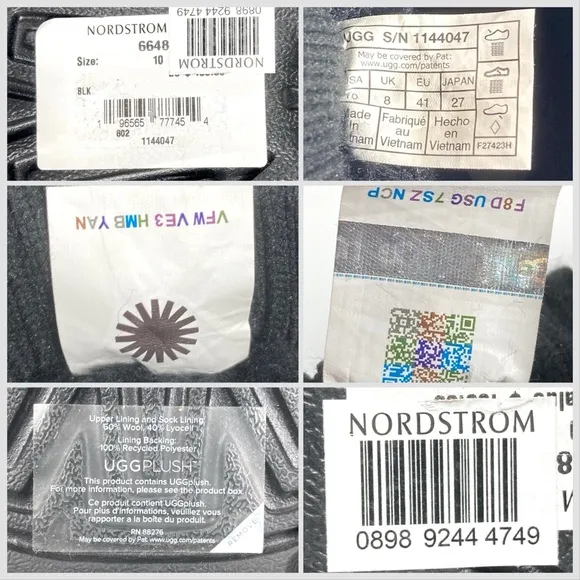 NORDSTROM
6648
Size: 10
0898 9244 4749
NORDSTROM
BLK
1 96565 77745 4
802
1144047
UGG S/N 1144047
May be covered by Pat:
www.ugg.com/patents
UK EU JAPAN
8 41 27
Made Fabriqué Hecho
in au en
Vietnam Vietnam
F27423H
VFW VE3 HMB YAN
F8D USG 7SZ NCP
Upper Lining and Sock Lining
60% Wool, 40% Lyocell
Lining Backing:
100% Recycled Polyester
UGGPLUSH™
This product contains UGGplush.
For more information, please see the product box.
Ce produit contient UGGplush.
Pour plus d'informations, veuillez vous
rapporter a la boîte du produit.
RN 88276
May be covered by Pat. www.ugg.com/patents
REMOVE
NORDSTROM
0898 9244 4749